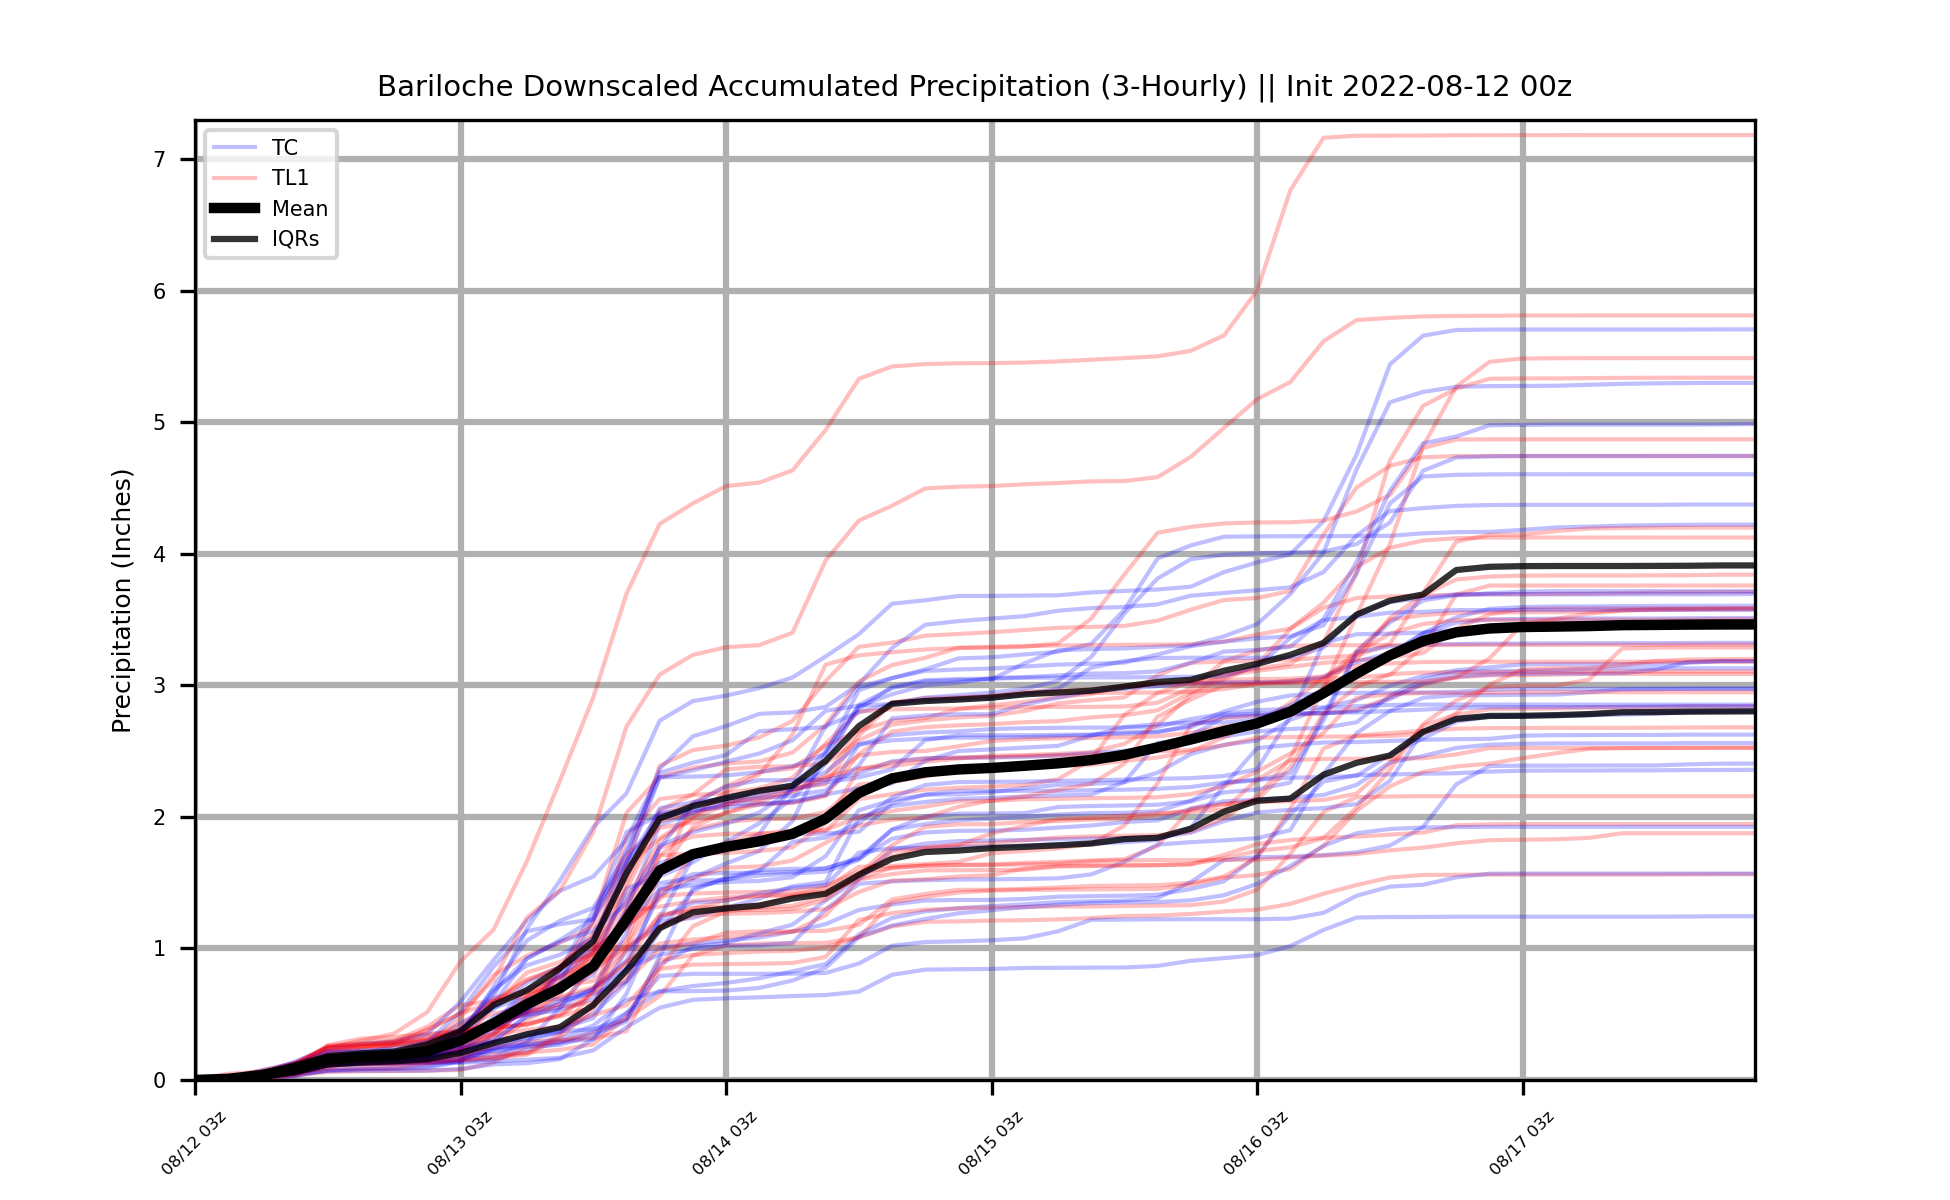 Bariloche Downscaled Accumulated Precipitation (3-Hourly) || Init 2022-08-12 00z
TC
TL1
Mean
IQRs
Precipitation (Inches)
7
6
5
4
3
2
1
0
08/12 03z
08/13 03z
08/14 03z
08/15 03z
08/16 03z
08/17 03z